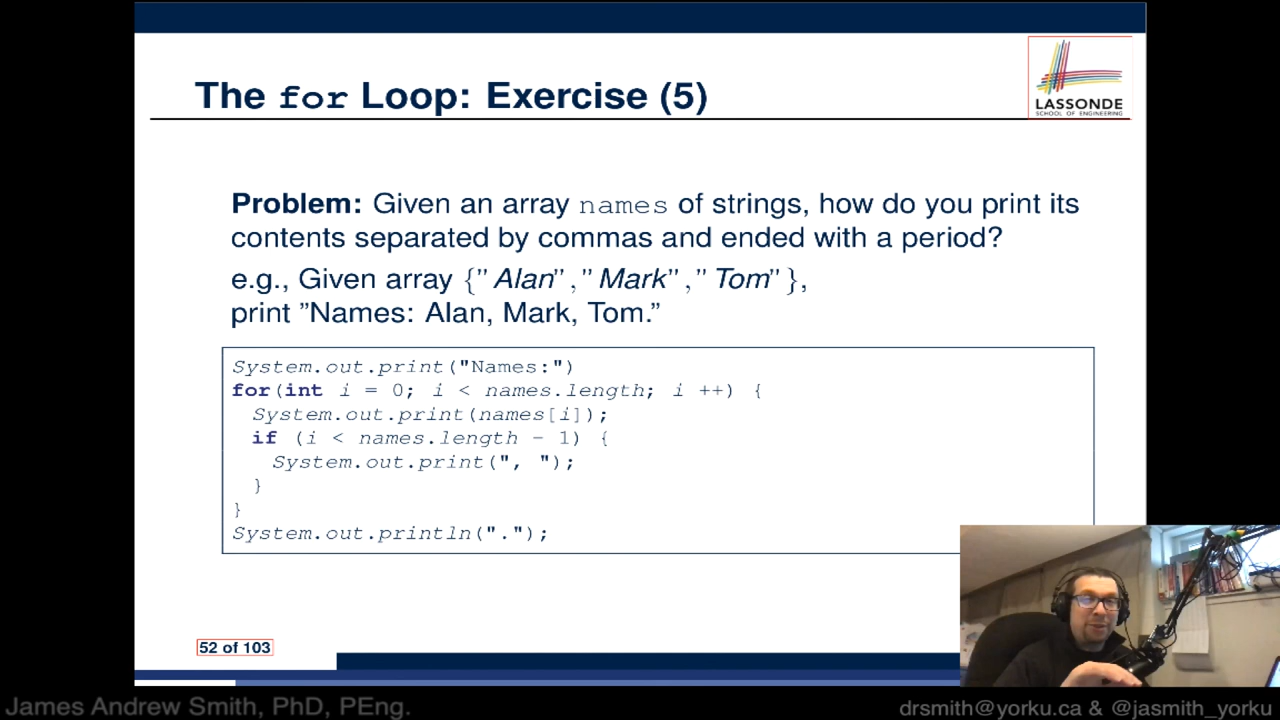 The for Loop: Exercise (5)
LASSONDE
SCHOOL OF ENGINEERING
Problem: Given an array names of strings, how do you print its
contents separated by commas and ended with a period?
e.g., Given array {" Alan", " Mark", " Tom" },
print "Names: Alan, Mark, Tom."
System.out.print("Names:")
for(int i = 0; i < names.length; i ++) {
System.out.print(names[i]);
if (i < names.length - 1) {
System.out.print(", ");
}
}
System.out.println(".");
52 of 103
James Andrew Smith, PhD, PEng.
drsmith@yorku.ca & @jasmith_yorku